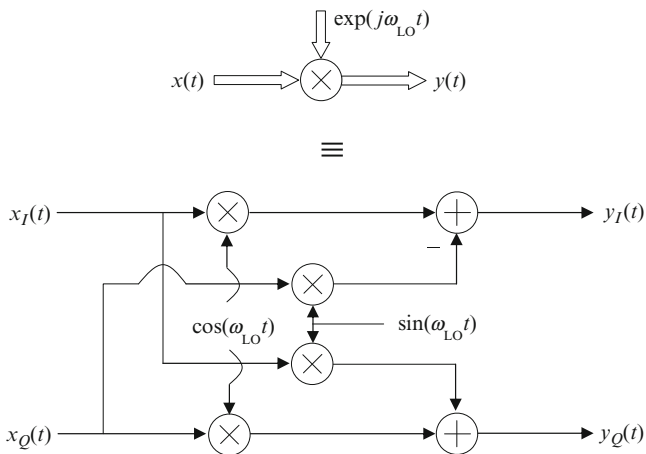 exp(jω_LO t)
x(t) y(t)
≡
x_I(t) y_I(t)
−
cos(ω_LO t) sin(ω_LO t)
x_Q(t) y_Q(t)